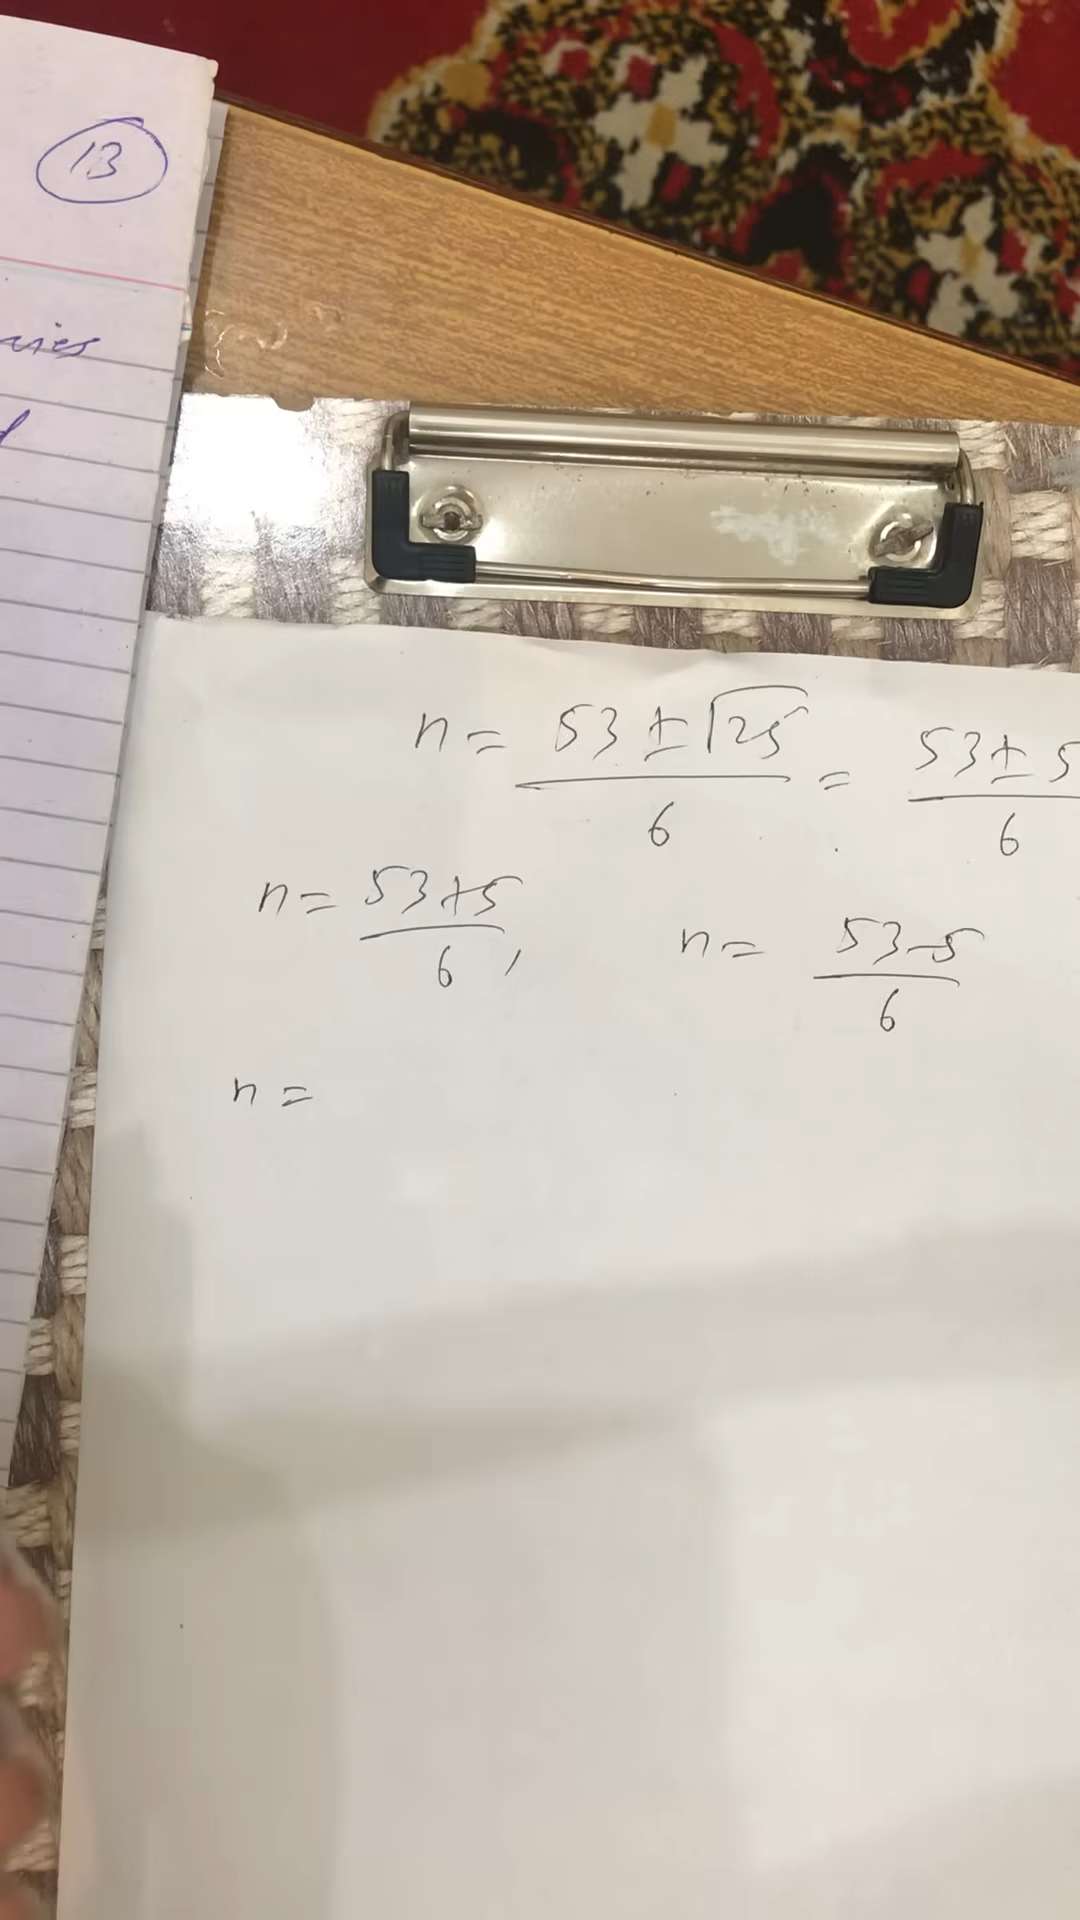 13
n = 53 ± √25 / 6 = 53 ± 5 / 6
n = 53+5 / 6 , n = 53-5 / 6
n =